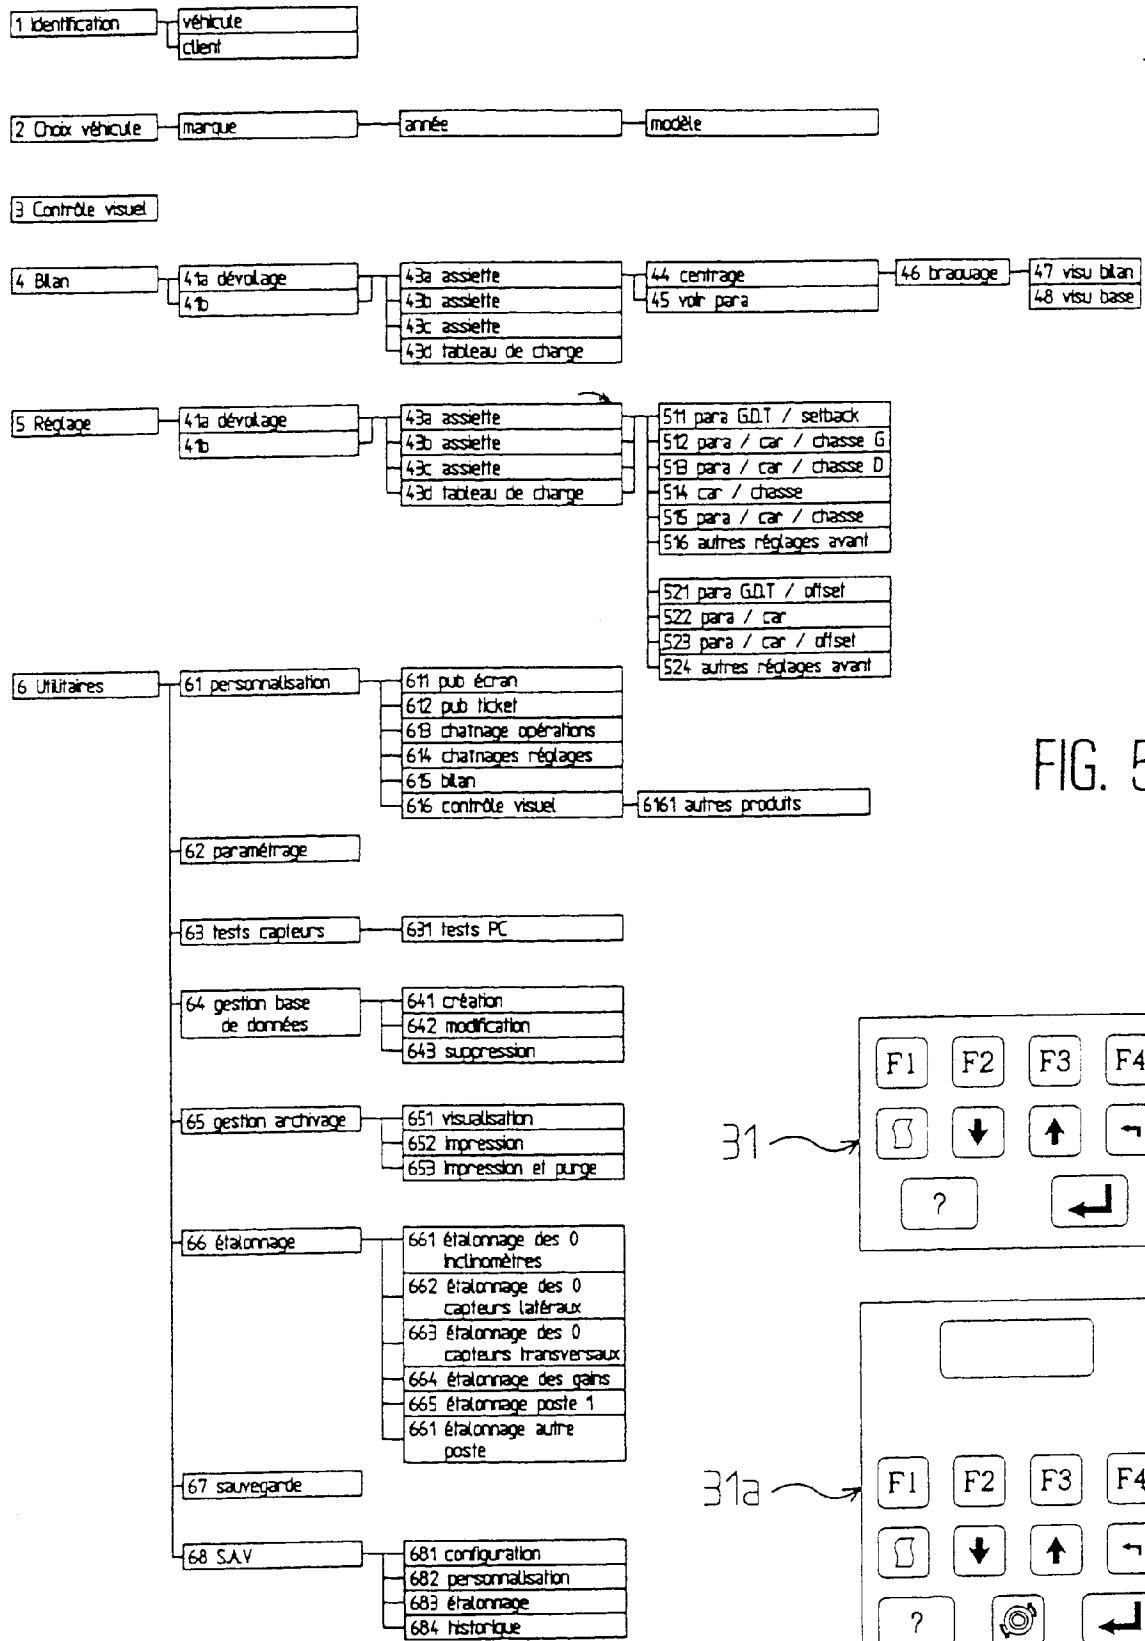 1 Identification
véhicule
client
2 Choix véhicule
marque
année
modèle
3 Contrôle visuel
4 Bilan
41a dévoilage
41b
43a assiette
43b assiette
43c assiette
43d tableau de charge
44 centrage
45 voir para
46 braquage
47 visu bilan
48 visu base
5 Réglage
41a dévoilage
41b
43a assiette
43b assiette
43c assiette
43d tableau de charge
511 para G.D.T / setback
512 para / car / chasse G
513 para / car / chasse D
514 car / chasse
515 para / car / chasse
516 autres réglages avant
521 para G.D.T / offset
522 para / car
523 para / car / offset
524 autres réglages avant
6 Utilitaires
61 personnalisation
611 pub écran
612 pub ticket
613 chaînage opérations
614 chaînages réglages
615 bilan
616 contrôle visuel
6161 autres produits
FIG. 5
62 paramétrage
63 tests capteurs
631 tests PC
64 gestion base
de données
641 création
642 modification
643 suppression
65 gestion archivage
651 visualisation
652 impression
653 impression et purge
66 étalonnage
661 étalonnage des 0
inclinomètres
662 étalonnage des 0
capteurs latéraux
663 étalonnage des 0
capteurs transversaux
664 étalonnage des gains
665 étalonnage poste 1
661 étalonnage autre
poste
67 sauvegarde
68 S.A.V
681 configuration
682 personnalisation
683 étalonnage
684 historique
31
F1 F2 F3 F4
?
31a
F1 F2 F3 F4
?